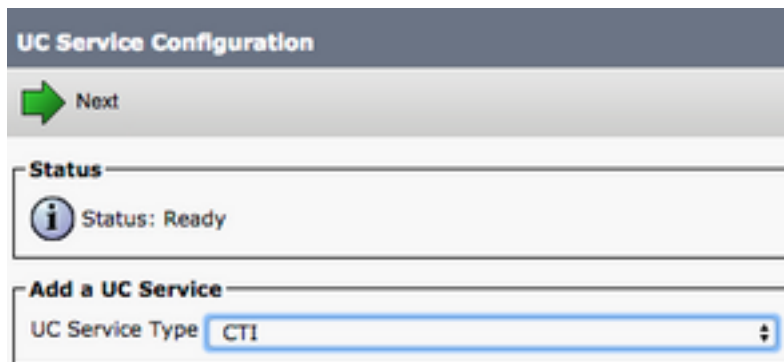 UC Service Configuration
Next
Status
Status: Ready
Add a UC Service
UC Service Type CTI